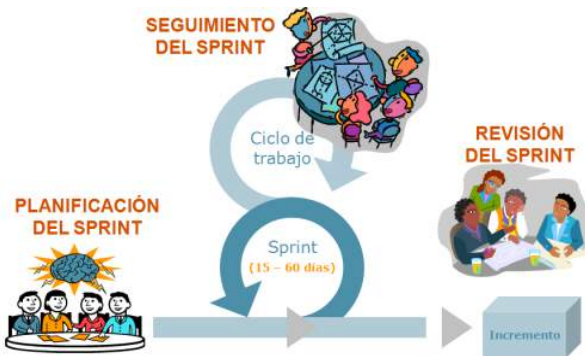 SEGUIMIENTO
DEL SPRINT
Ciclo de
trabajo
REVISIÓN
DEL SPRINT
PLANIFICACIÓN
DEL SPRINT
Sprint
(15 – 60 días)
Incremento